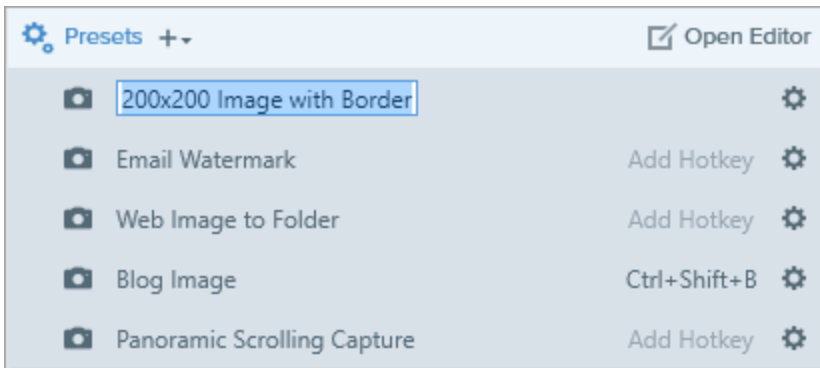 Presets Open Editor
200x200 Image with Border
Email Watermark Add Hotkey
Web Image to Folder Add Hotkey
Blog Image Ctrl+Shift+B
Panoramic Scrolling Capture Add Hotkey